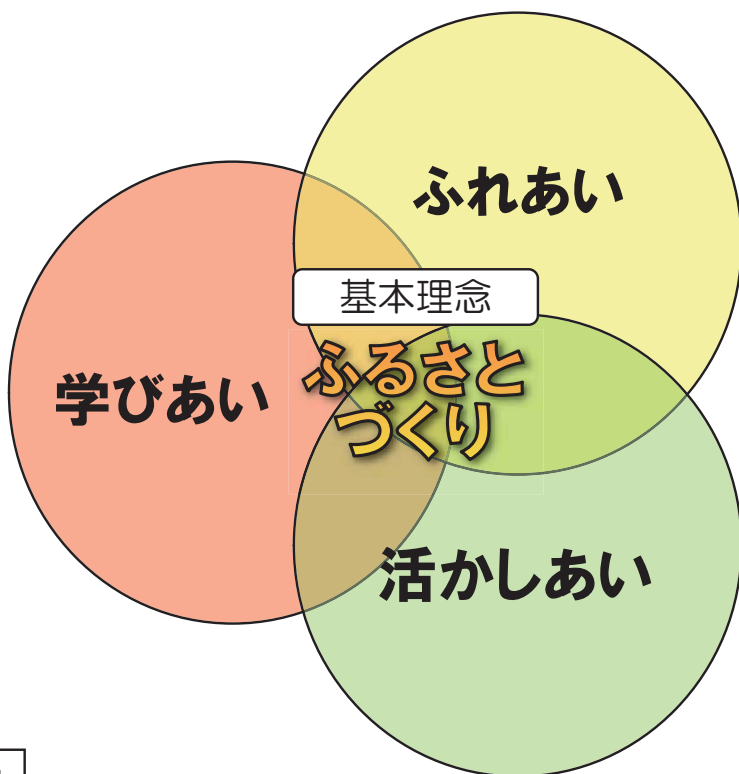 ふれあい
基本理念
ふるさと
づくり
学びあい
活かしあい